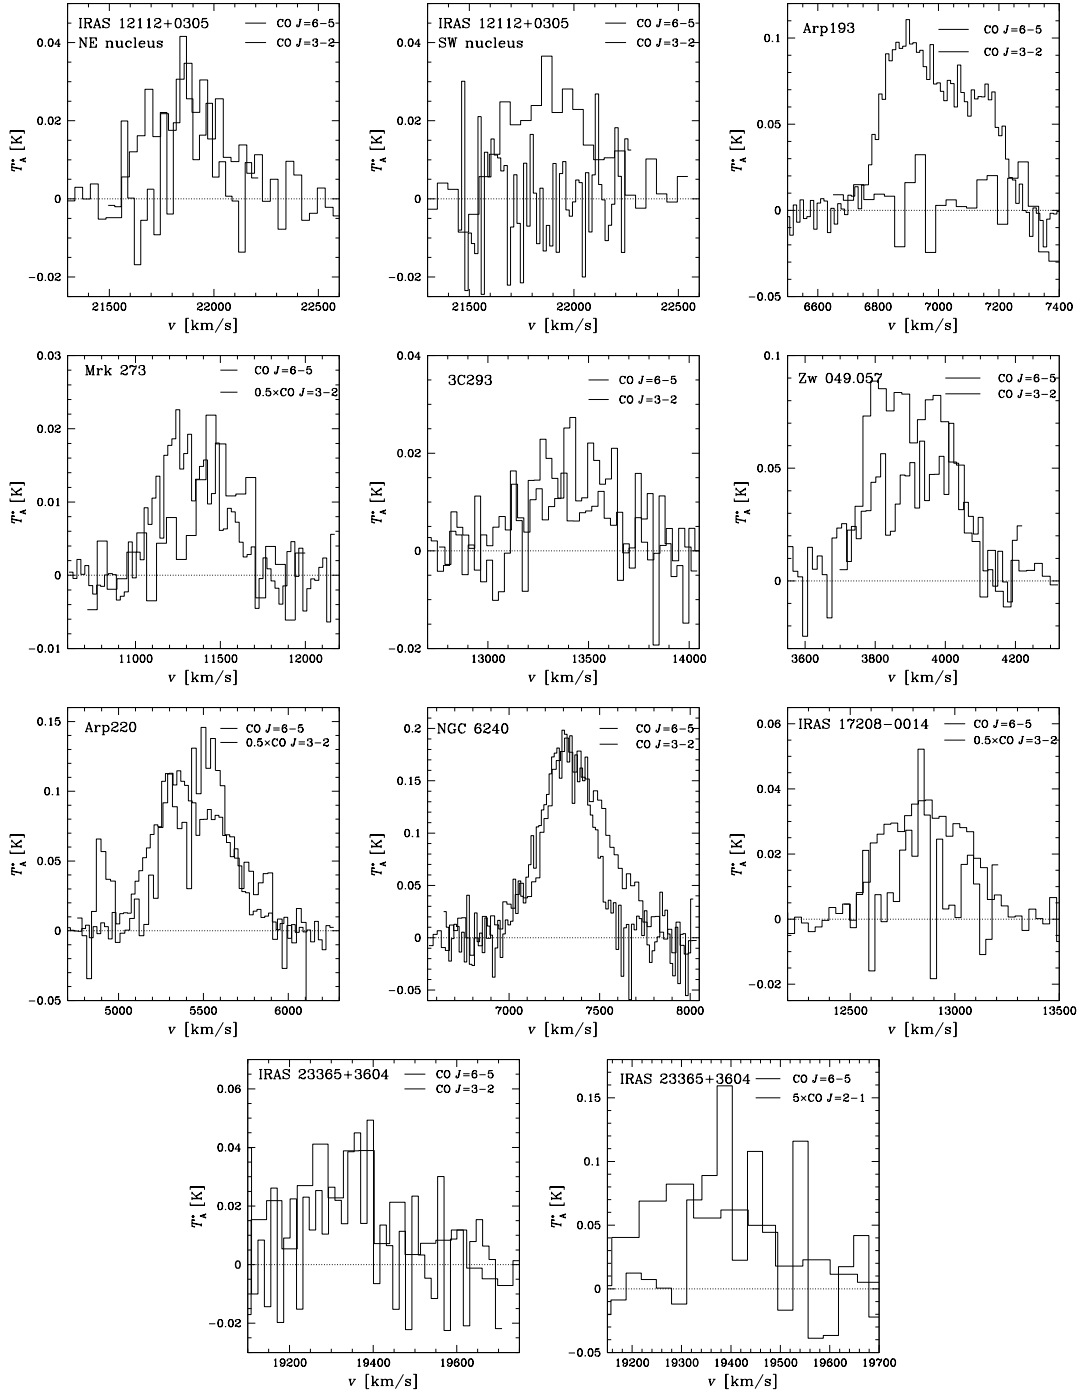 IRAS 12112+0305
NE nucleus
CO J=6−5
CO J=3−2
0.04
0.02
0
−0.02
T*A [K]
21500 22000 22500
v [km/s]
IRAS 12112+0305
SW nucleus
CO J=6−5
CO J=3−2
0.04
0.02
0
−0.02
T*A [K]
21500 22000 22500
v [km/s]
Arp193
CO J=6−5
CO J=3−2
0.1
0.05
0
−0.05
T*A [K]
6600 6800 7000 7200 7400
v [km/s]
Mrk 273
CO J=6−5
0.5×CO J=3−2
0.03
0.02
0.01
0
−0.01
T*A [K]
11000 11500 12000
v [km/s]
3C293
CO J=6−5
CO J=3−2
0.04
0.02
0
−0.02
T*A [K]
13000 13500 14000
v [km/s]
Zw 049.057
CO J=6−5
CO J=3−2
0.1
0.05
0
T*A [K]
3600 3800 4000 4200
v [km/s]
Arp220
CO J=6−5
0.5×CO J=3−2
0.15
0.1
0.05
0
−0.05
T*A [K]
5000 5500 6000
v [km/s]
NGC 6240
CO J=6−5
CO J=3−2
0.2
0.15
0.1
0.05
0
−0.05
T*A [K]
7000 7500 8000
v [km/s]
IRAS 17208−0014
CO J=6−5
0.5×CO J=3−2
0.06
0.04
0.02
0
−0.02
T*A [K]
12500 13000 13500
v [km/s]
IRAS 23365+3604
CO J=6−5
CO J=3−2
0.06
0.04
0.02
0
−0.02
T*A [K]
19200 19400 19600
v [km/s]
IRAS 23365+3604
CO J=6−5
5×CO J=2−1
0.15
0.1
0.05
0
−0.05
T*A [K]
19200 19300 19400 19500 19600 19700
v [km/s]